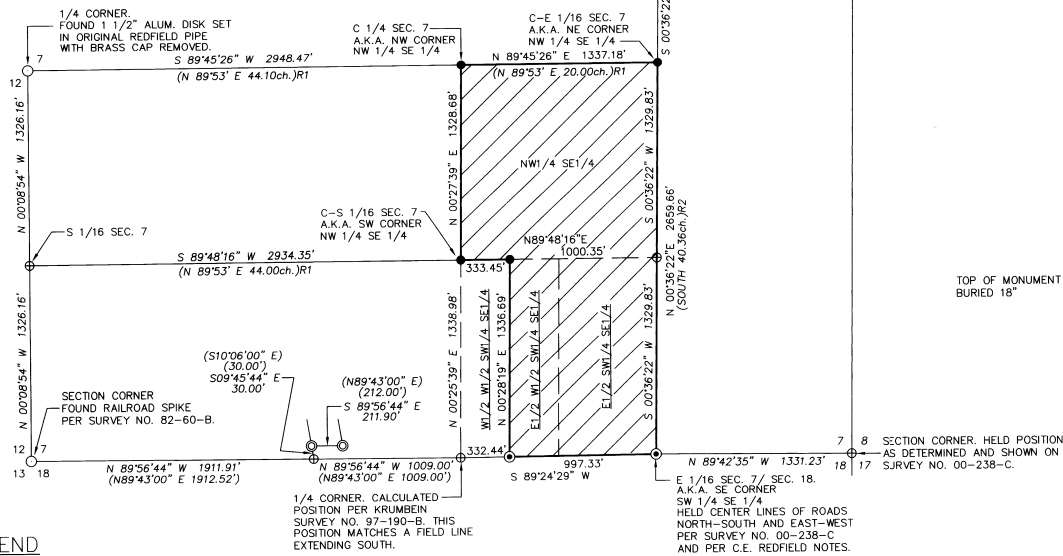 1/4 CORNER.
FOUND 1 1/2" ALUM. DISK SET
IN ORIGINAL REDFIELD PIPE
WITH BRASS CAP REMOVED.
7
12
S 89°45'26" W 2948.47'
(N 89°53' E 44.10ch.)R1
C 1/4 SEC. 7
A.K.A. NW CORNER
NW 1/4 SE 1/4
C-E 1/16 SEC. 7
A.K.A. NE CORNER
NW 1/4 SE 1/4
S 00°36'22"
N 89°45'26" E 1337.18'
(N 89°53' E 20.00ch.)R1
N 00°08'54" W 1326.16'
N 00°27'39" E 1328.68'
S 00°36'22" W 1329.83'
NW1/4 SE1/4
S 1/16 SEC. 7
C-S 1/16 SEC. 7
A.K.A. SW CORNER
NW 1/4 SE 1/4
N89°48'16"E
1000.35'
S 89°48'16" W 2934.35'
(N 89°53' E 44.00ch.)R1
333.45'
N 00°36'22"E 2659.66'
(SOUTH 40.36ch.)R2
TOP OF MONUMENT
BURIED 18"
N 00°08'54" W 1326.16'
N 00°25'39" E 1338.98'
W1/2 W1/2 SW1/4 SE1/4
N 00°28'19" E 1336.69'
E1/2 W1/2 SW1/4 SE1/4
E1/2 SW1/4 SE1/4
S 00°36'22" W 1329.83'
(S10°06'00" E)
(30.00')
S09°45'44" E
30.00'
(N89°43'00" E)
(212.00')
S 89°56'44" E
211.90'
SECTION CORNER
FOUND RAILROAD SPIKE
PER SURVEY NO. 82-60-B.
12 7
13 18
N 89°56'44" W 1911.91'
(N89°43'00" E 1912.52')
N 89°56'44" W 1009.00'
(N89°43'00" E 1009.00')
332.44'
997.33'
S 89°24'29" W
N 89°42'35" W 1331.23'
7 8
18 17
SECTION CORNER. HELD POSITION
AS DETERMINED AND SHOWN ON
SURVEY NO. 00-238-C.
1/4 CORNER. CALCULATED
POSITION PER KRUMBEIN
SURVEY NO. 97-190-B. THIS
POSITION MATCHES A FIELD LINE
EXTENDING SOUTH.
E 1/16 SEC. 7/ SEC. 18.
A.K.A. SE CORNER
SW 1/4 SE 1/4
HELD CENTER LINES OF ROADS
NORTH-SOUTH AND EAST-WEST
PER SURVEY NO. 00-238-C
AND PER C.E. REDFIELD NOTES.
END